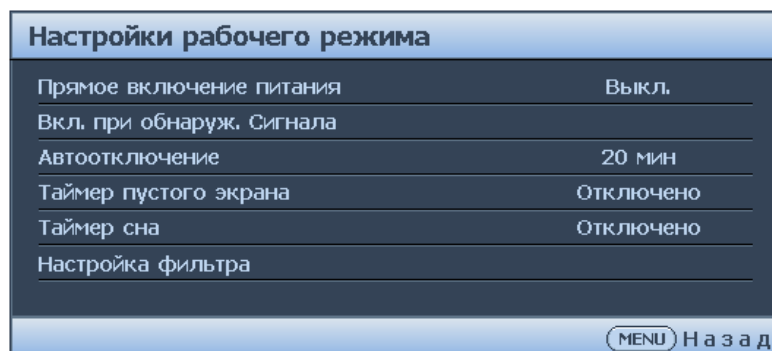 Настройки рабочего режима
Прямое включение питания Выкл.
Вкл. при обнаруж. Сигнала
Автоотключение 20 мин
Таймер пустого экрана Отключено
Таймер сна Отключено
Настройка фильтра
MENU Назад